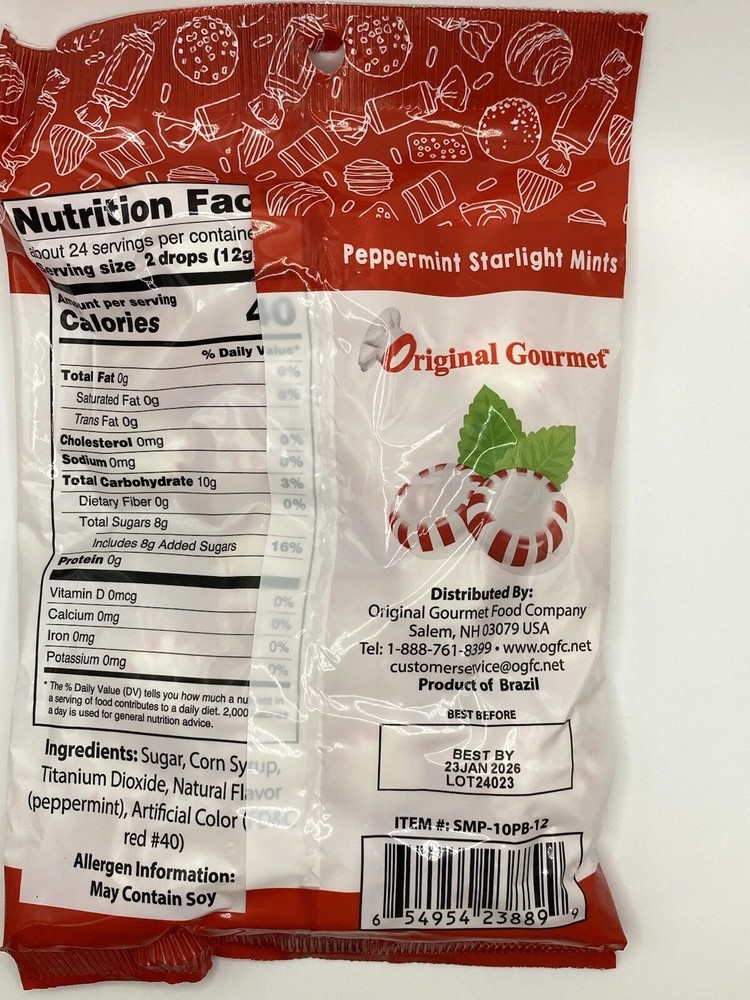 Nutrition Fac
about 24 servings per containe
Serving size 2 drops (12g
Amount per serving
Calories 40
% Daily Value*
Total Fat 0g 0%
Saturated Fat 0g 0%
Trans Fat 0g
Cholesterol 0mg 0%
Sodium 0mg 0%
Total Carbohydrate 10g 3%
Dietary Fiber 0g 0%
Total Sugars 8g
Includes 8g Added Sugars 16%
Protein 0g
Vitamin D 0mcg 0%
Calcium 0mg 0%
Iron 0mg 0%
Potassium 0mg 0%
* The % Daily Value (DV) tells you how much a nu
a serving of food contributes to a daily diet. 2,000
a day is used for general nutrition advice.
Ingredients: Sugar, Corn Syrup,
Titanium Dioxide, Natural Flavor
(peppermint), Artificial Color (FD&C
red #40)
Allergen Information:
May Contain Soy
Peppermint Starlight Mints
Original Gourmet™
Distributed By:
Original Gourmet Food Company
Salem, NH 03079 USA
Tel: 1-888-761-8399 • www.ogfc.net
customerservice@ogfc.net
Product of Brazil
BEST BEFORE
BEST BY
23JAN 2026
LOT24023
ITEM #: SMP-10PB-12
6 54954 23889 9